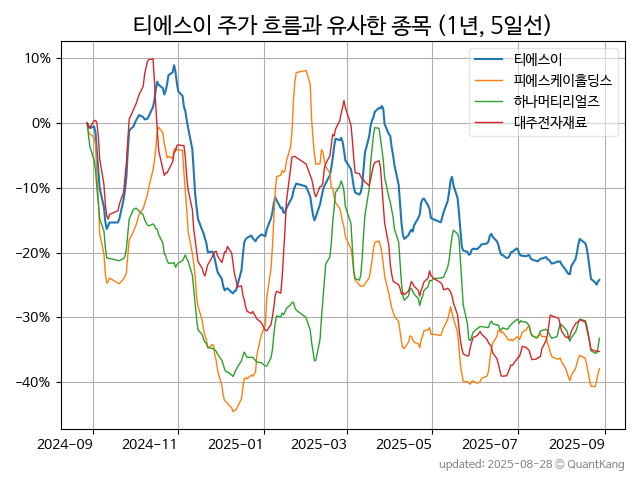 티에스이 주가 흐름과 유사한 종목 (1년, 5일선)
티에스이
피에스케이홀딩스
하나머티리얼즈
대주전자재료
10%
0%
−10%
−20%
−30%
−40%
2024-09 2024-11 2025-01 2025-03 2025-05 2025-07 2025-09
updated: 2025-08-28 © QuantKang